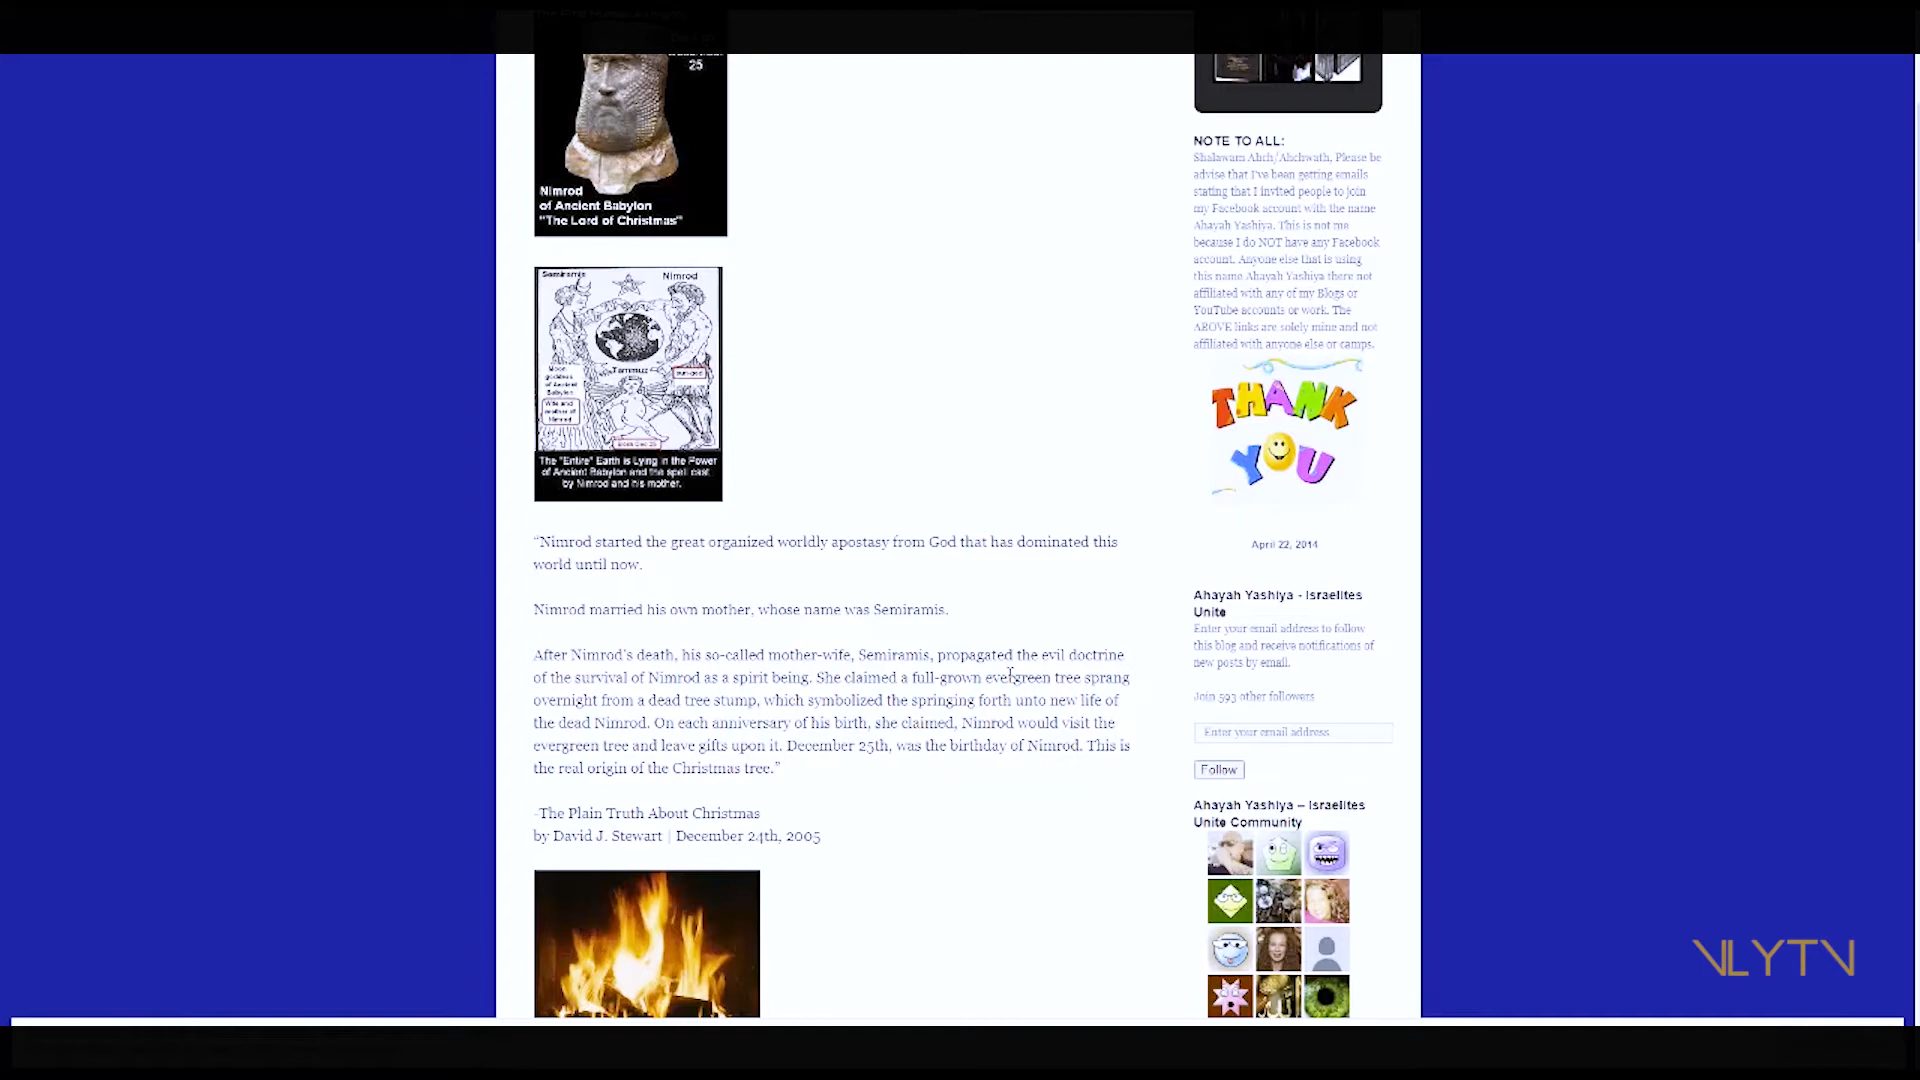 25
Nimrod
of Ancient Babylon
"The Lord of Christmas"
Semiramis
Nimrod
Tammuz
Moon
goddess
of Ancient
Babylon
Wife and
mother of
Nimrod
The "Entire" Earth is Lying in the Power
of Ancient Babylon and the spell cast
by Nimrod and his mother.
“Nimrod started the great organized worldly apostasy from God that has dominated this
world until now.
Nimrod married his own mother, whose name was Semiramis.
After Nimrod’s death, his so-called mother-wife, Semiramis, propagated the evil doctrine
of the survival of Nimrod as a spirit being. She claimed a full-grown evergreen tree sprang
overnight from a dead tree stump, which symbolized the springing forth unto new life of
the dead Nimrod. On each anniversary of his birth, she claimed, Nimrod would visit the
evergreen tree and leave gifts upon it. December 25th, was the birthday of Nimrod. This is
the real origin of the Christmas tree.”
-The Plain Truth About Christmas
by David J. Stewart | December 24th, 2005
NOTE TO ALL:
Shalawam Ahch/Ahchwath, Please be
advise that I've been getting emails
stating that I invited people to join
my Facebook account with the name
Ahayah Yashiya. This is not me
because I do NOT have any Facebook
account. Anyone else that is using
this name Ahayah Yashiya there not
affiliated with any of my Blogs or
YouTube accounts or work. The
ABOVE links are solely mine and not
affiliated with anyone else or camps.
THANK
YOU
April 22, 2014
Ahayah Yashiya - Israelites
Unite
Enter your email address to follow
this blog and receive notifications of
new posts by email.
Join 593 other followers
Enter your email address
Follow
Ahayah Yashiya – Israelites
Unite Community
VLYTV